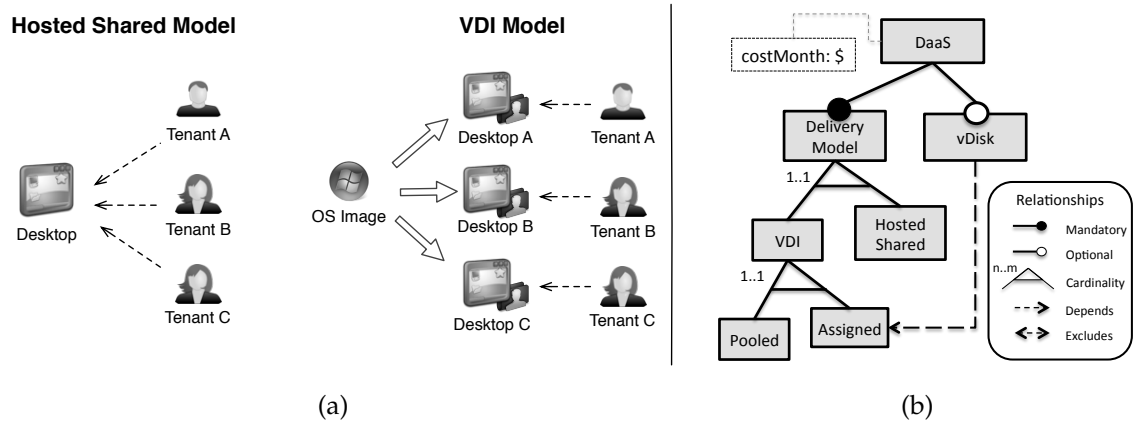 Hosted Shared Model
Tenant A
Desktop
Tenant B
Tenant C
VDI Model
Desktop A
Tenant A
OS Image
Desktop B
Tenant B
Desktop C
Tenant C
(a)
costMonth: $
DaaS
Delivery
Model
vDisk
1..1
VDI
Hosted
Shared
1..1
Pooled
Assigned
Relationships
Mandatory
Optional
n..m
Cardinality
Depends
Excludes
(b)